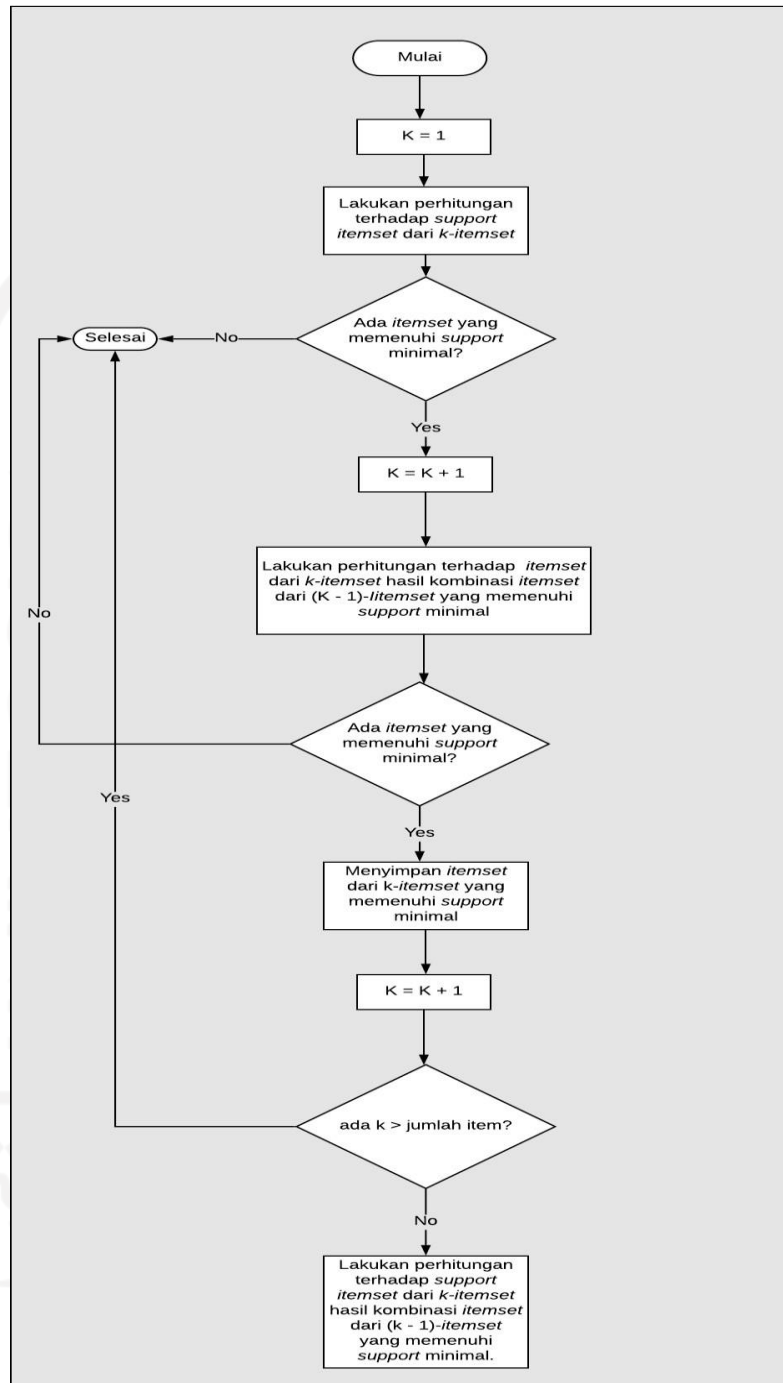 Mulai
K = 1
Lakukan perhitungan
terhadap support
itemset dari k-itemset
Ada itemset yang
memenuhi support
minimal?
No
Selesai
Yes
K = K + 1
Lakukan perhitungan terhadap itemset
dari k-itemset hasil kombinasi itemset
dari (K - 1)-Iitemset yang memenuhi
support minimal
No
Ada itemset yang
memenuhi support
minimal?
Yes
Yes
Menyimpan itemset
dari k-itemset yang
memenuhi support
minimal
K = K + 1
ada k > jumlah item?
No
Lakukan perhitungan
terhadap support
itemset dari k-itemset
hasil kombinasi itemset
dari (k - 1)-itemset
yang memenuhi
support minimal.